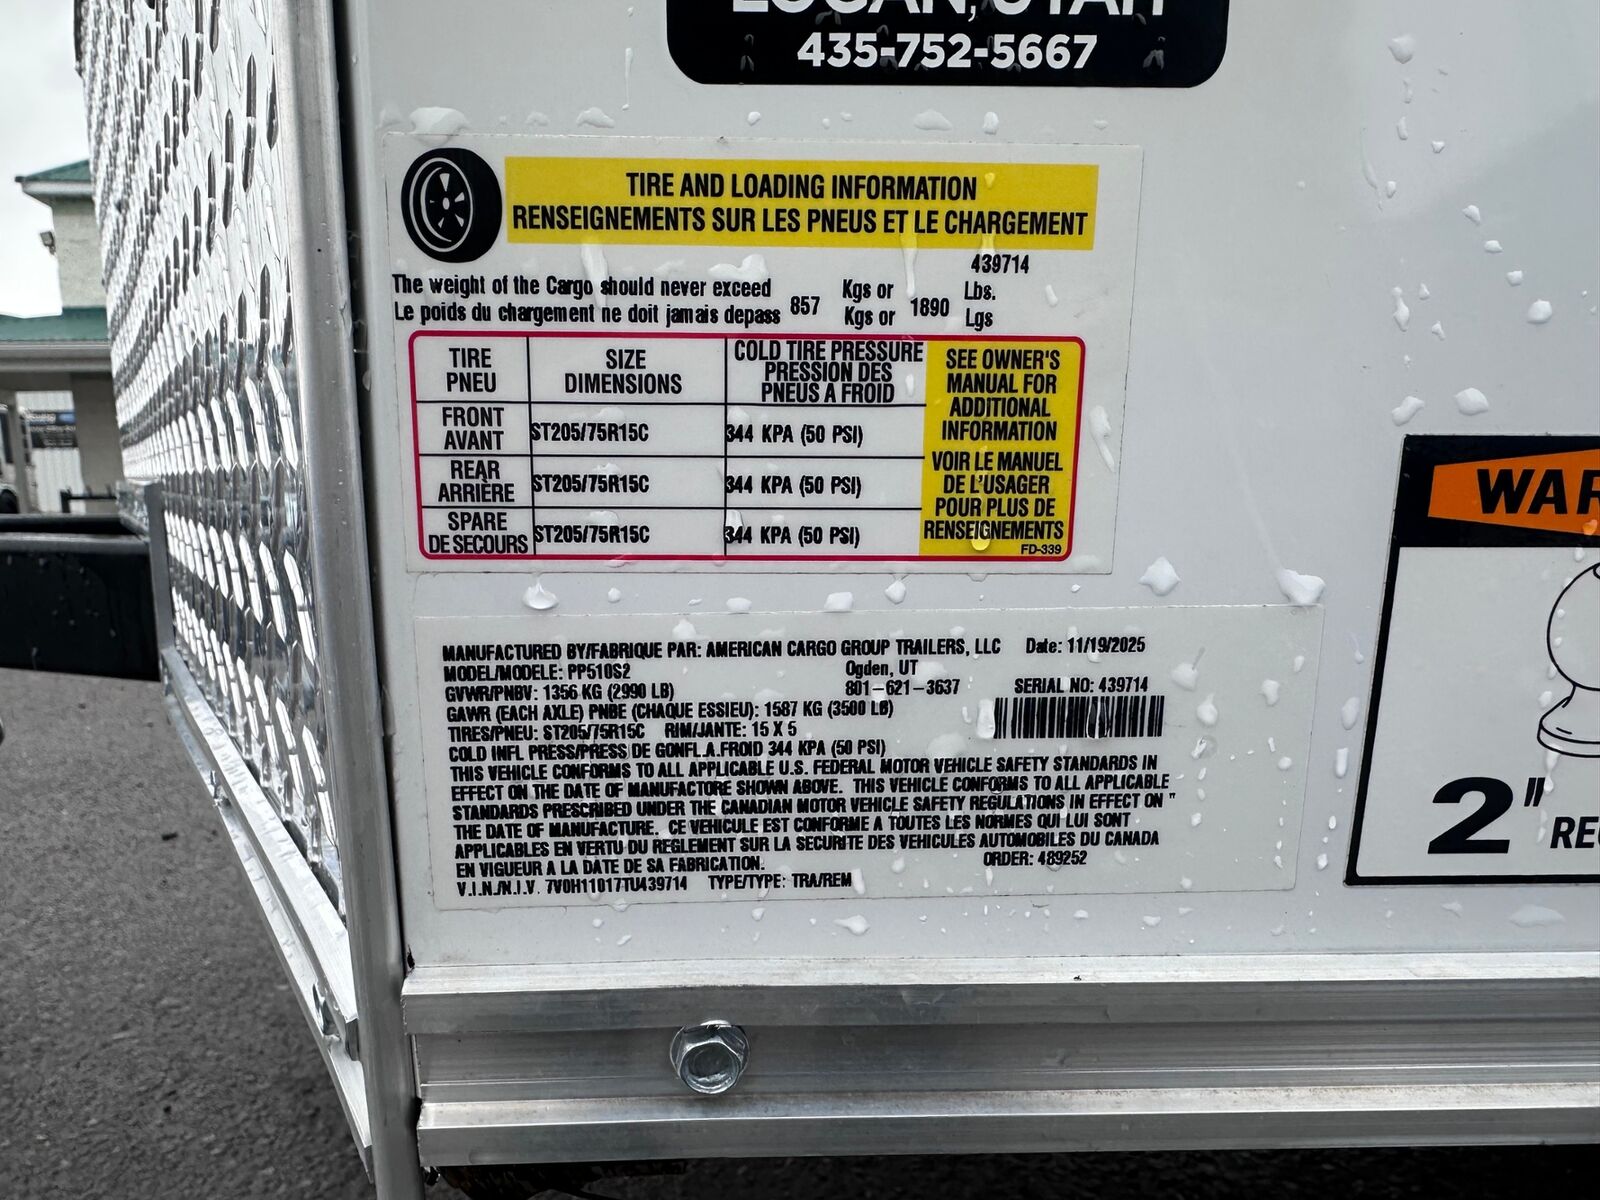 LOGAN, UTAH
435-752-5667
TIRE AND LOADING INFORMATION
RENSEIGNEMENTS SUR LES PNEUS ET LE CHARGEMENT
439714
The weight of the Cargo should never exceed Kgs or Lbs.
Le poids du chargement ne doit jamais depass 857 Kgs or 1890 Lgs
TIRE PNEU
SIZE DIMENSIONS
COLD TIRE PRESSURE
PRESSION DES
PNEUS A FROID
FRONT AVANT ST205/75R15C 344 KPA (50 PSI)
REAR ARRIÈRE ST205/75R15C 344 KPA (50 PSI)
SPARE DE SECOURS ST205/75R15C 344 KPA (50 PSI)
SEE OWNER'S
MANUAL FOR
ADDITIONAL
INFORMATION
VOIR LE MANUEL
DE L'USAGER
POUR PLUS DE
RENSEIGNEMENTS
FD-339
MANUFACTURED BY/FABRIQUE PAR: AMERICAN CARGO GROUP TRAILERS, LLC Date: 11/19/2025
MODEL/MODELE: PP510S2 Ogden, UT
GVWR/PNBV: 1356 KG (2990 LB) 801-621-3637 SERIAL NO: 439714
GAWR (EACH AXLE) PNBE (CHAQUE ESSIEU): 1587 KG (3500 LB)
TIRES/PNEU: ST205/75R15C RIM/JANTE: 15 X 5
COLD INFL PRESS/PRESS DE GONFL A FROID 344 KPA (50 PSI)
THIS VEHICLE CONFORMS TO ALL APPLICABLE U.S. FEDERAL MOTOR VEHICLE SAFETY STANDARDS IN
EFFECT ON THE DATE OF MANUFACTORE SHOWN ABOVE. THIS VEHICLE CONFORMS TO ALL APPLICABLE
STANDARDS PRESCRIBED UNDER THE CANADIAN MOTOR VEHICLE SAFETY REGULATIONS IN EFFECT ON "
THE DATE OF MANUFACTURE. CE VEHICULE EST CONFORME A TOUTES LES NORMES QUI LUI SONT
APPLICABLES EN VERTU DU REGLEMENT SUR LA SECURITE DES VEHICULES AUTOMOBILES DU CANADA
EN VIGUEUR A LA DATE DE SA FABRICATION. ORDER: 489252
V.I.N./N.I.V. 7V0H11017TU439714 TYPE/TYPE: TRA/REM
WAR
2"